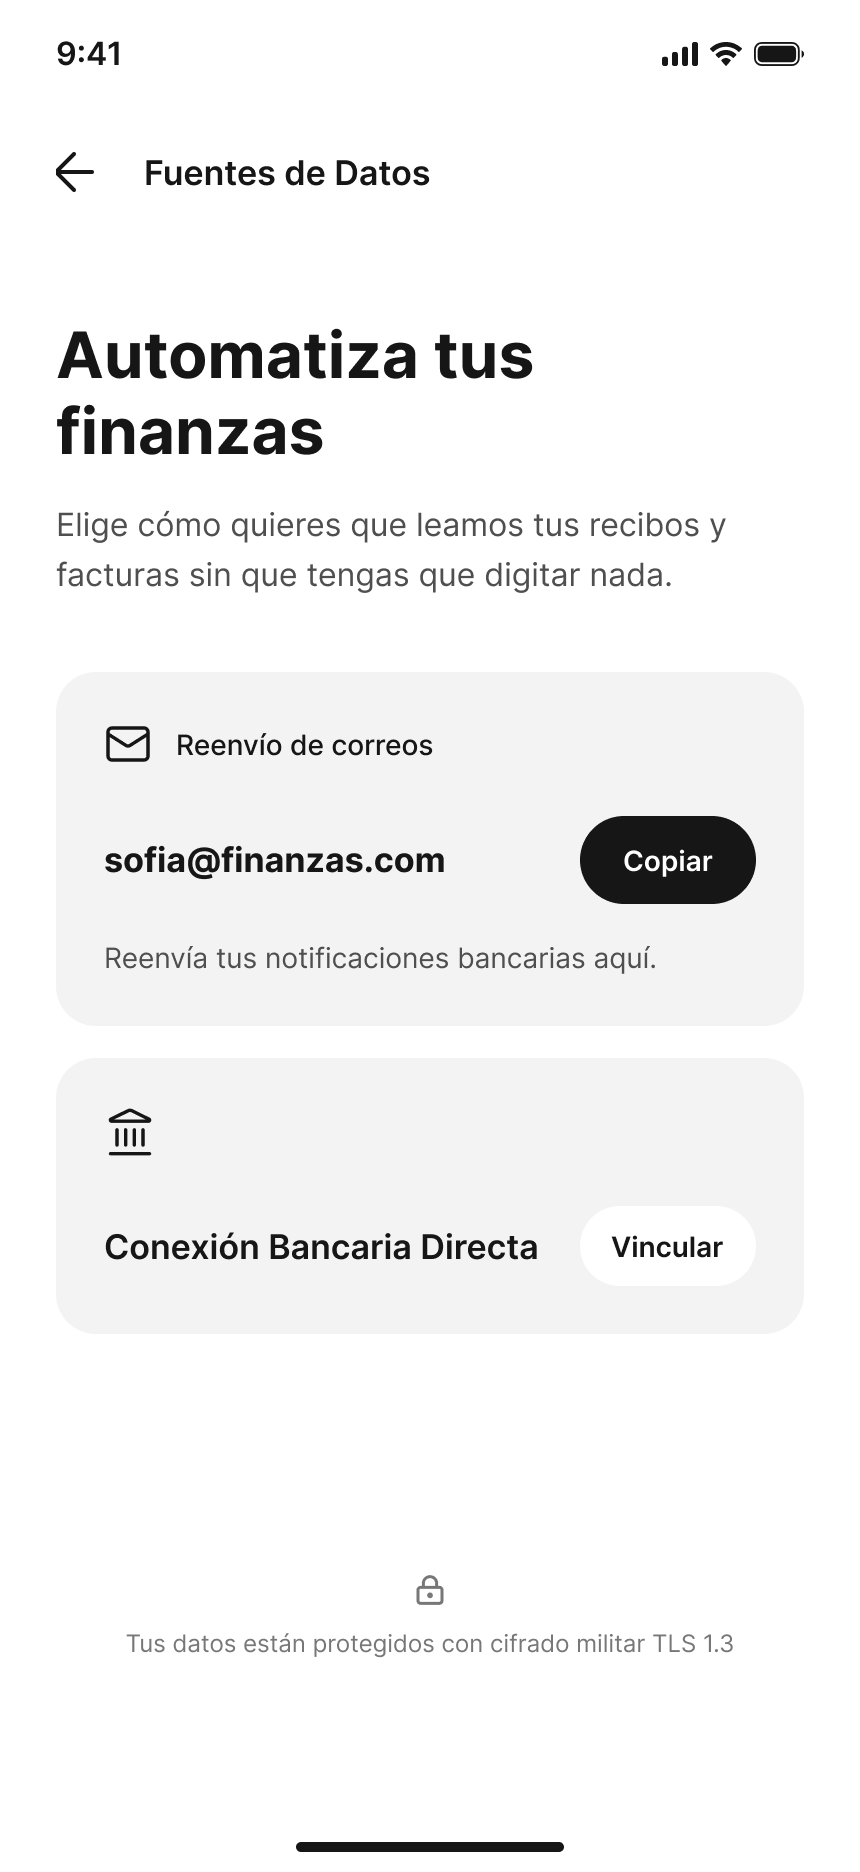 9:41
Fuentes de Datos
Automatiza tus
finanzas
Elige cómo quieres que leamos tus recibos y
facturas sin que tengas que digitar nada.
Reenvío de correos
sofia@finanzas.com
Copiar
Reenvía tus notificaciones bancarias aquí.
Conexión Bancaria Directa
Vincular
Tus datos están protegidos con cifrado militar TLS 1.3